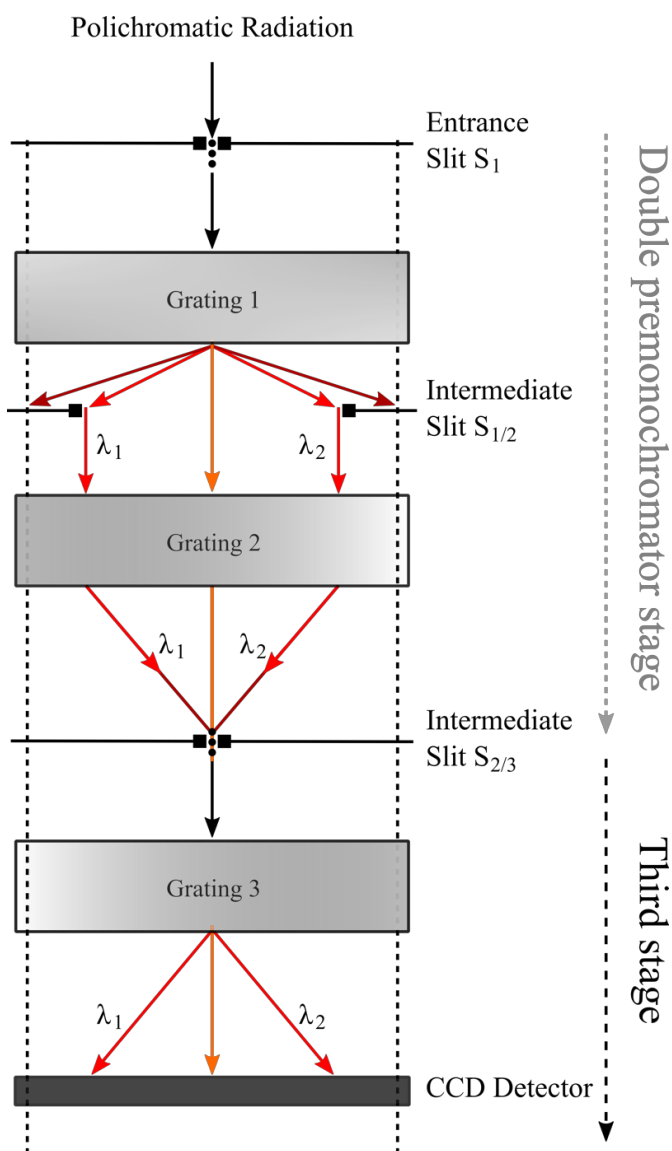 Polichromatic Radiation
Entrance
Slit S₁
Grating 1
Intermediate
Slit S₁/₂
λ₁
λ₂
Grating 2
λ₁
λ₂
Intermediate
Slit S₂/₃
Grating 3
λ₁
λ₂
CCD Detector
Double premonochromator stage
Third stage